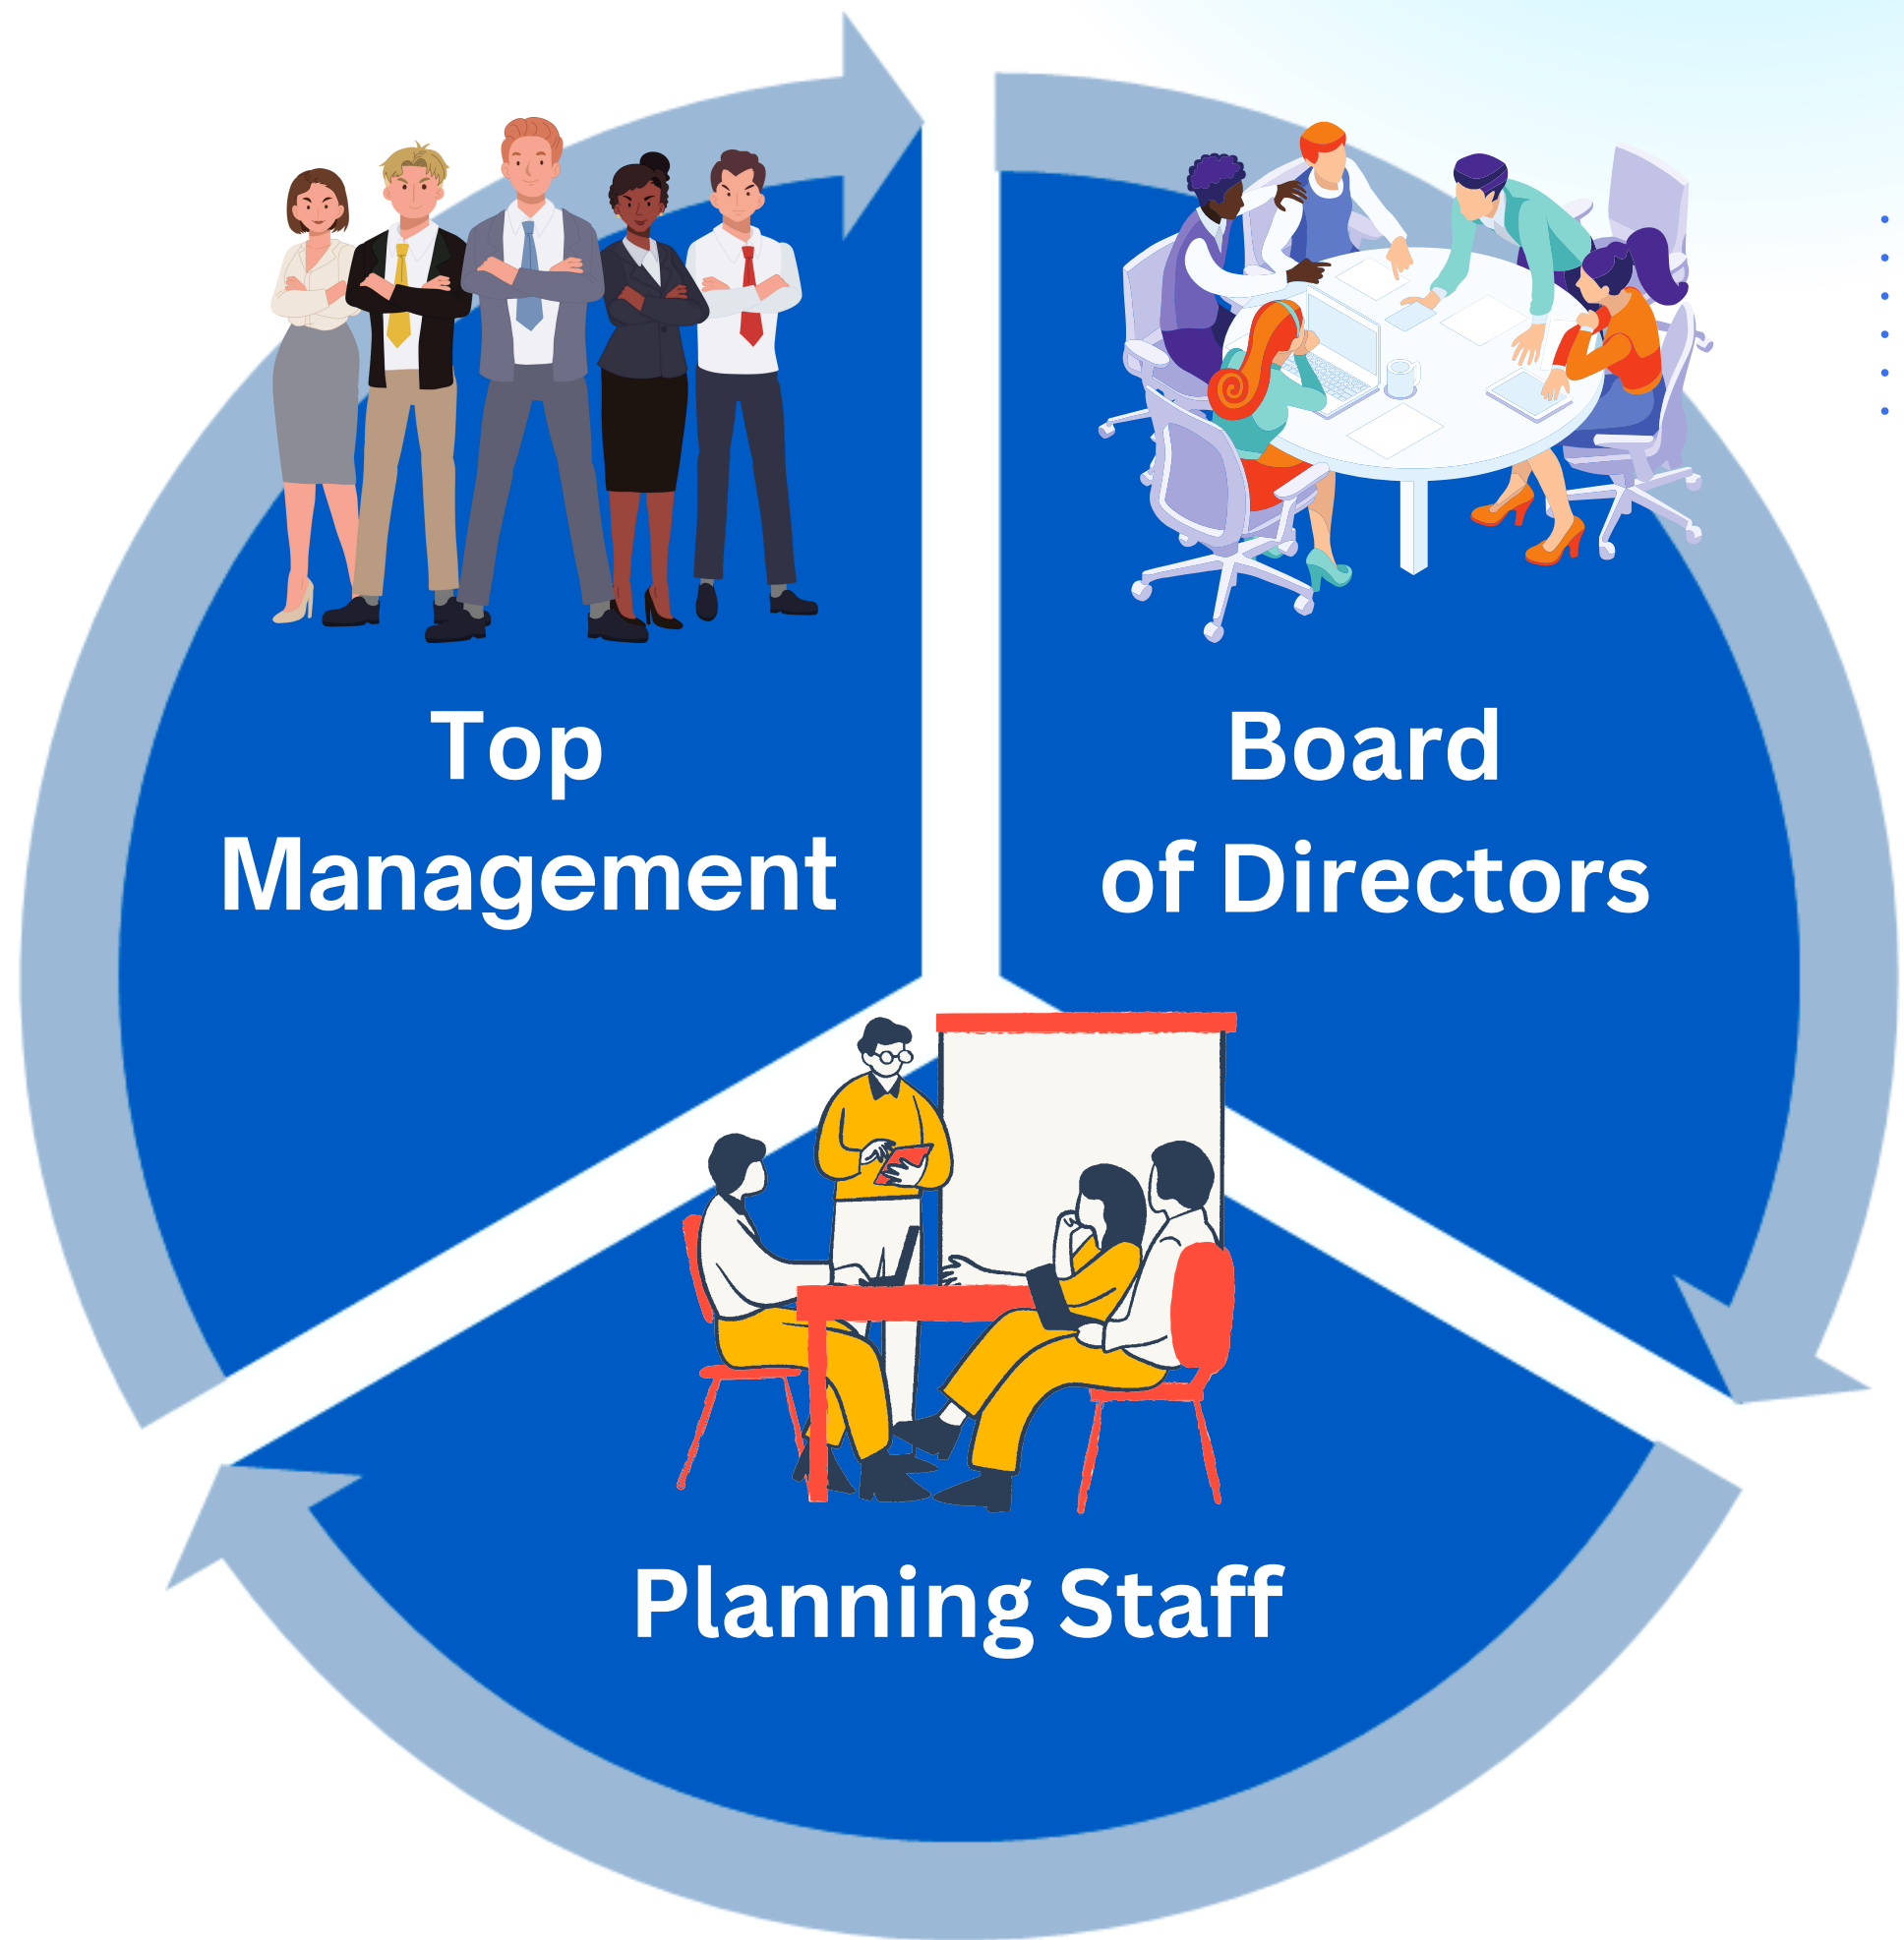 Top
Management
Board
of Directors
Planning Staff